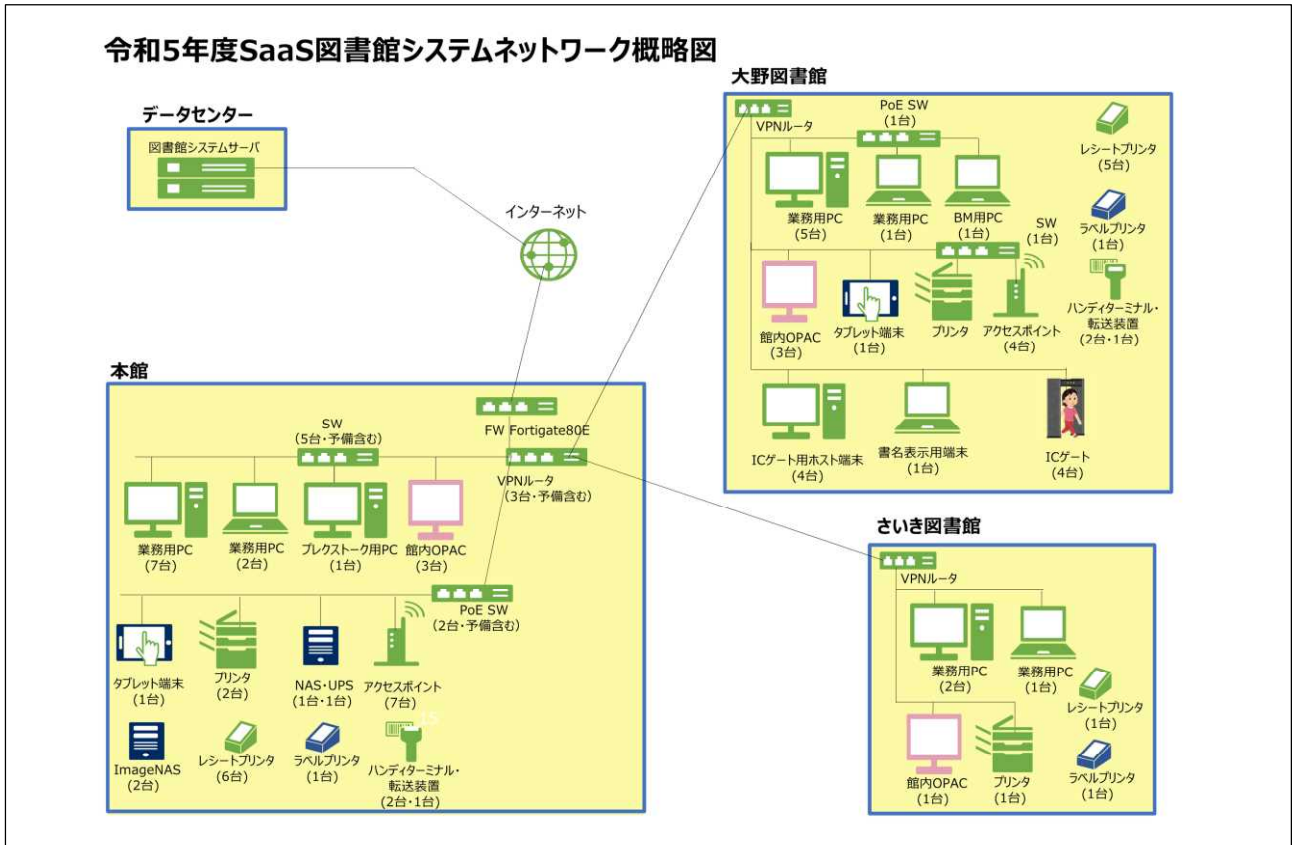 令和5年度SaaS図書館システムネットワーク概略図
データセンター
図書館システムサーバ
インターネット
大野図書館
VPNルータ
PoE SW
(1台)
レシートプリンタ
(5台)
業務用PC
(5台)
業務用PC
(1台)
BM用PC
(1台)
SW
(1台)
ラベルプリンタ
(1台)
館内OPAC
(3台)
タブレット端末
(1台)
プリンタ
アクセスポイント
(4台)
ハンディターミナル・
転送装置
(2台・1台)
ICゲート用ホスト端末
(4台)
書名表示用端末
(1台)
ICゲート
(4台)
本館
FW Fortigate80E
SW
(5台・予備含む)
VPNルータ
(3台・予備含む)
業務用PC
(7台)
業務用PC
(2台)
プレクストーク用PC
(1台)
館内OPAC
(3台)
PoE SW
(2台・予備含む)
タブレット端末
(1台)
プリンタ
(2台)
NAS・UPS
(1台・1台)
アクセスポイント
(7台)
15
ImageNAS
(2台)
レシートプリンタ
(6台)
ラベルプリンタ
(1台)
ハンディターミナル・
転送装置
(2台・1台)
さいき図書館
VPNルータ
業務用PC
(2台)
業務用PC
(1台)
レシートプリンタ
(1台)
館内OPAC
(1台)
プリンタ
(1台)
ラベルプリンタ
(1台)